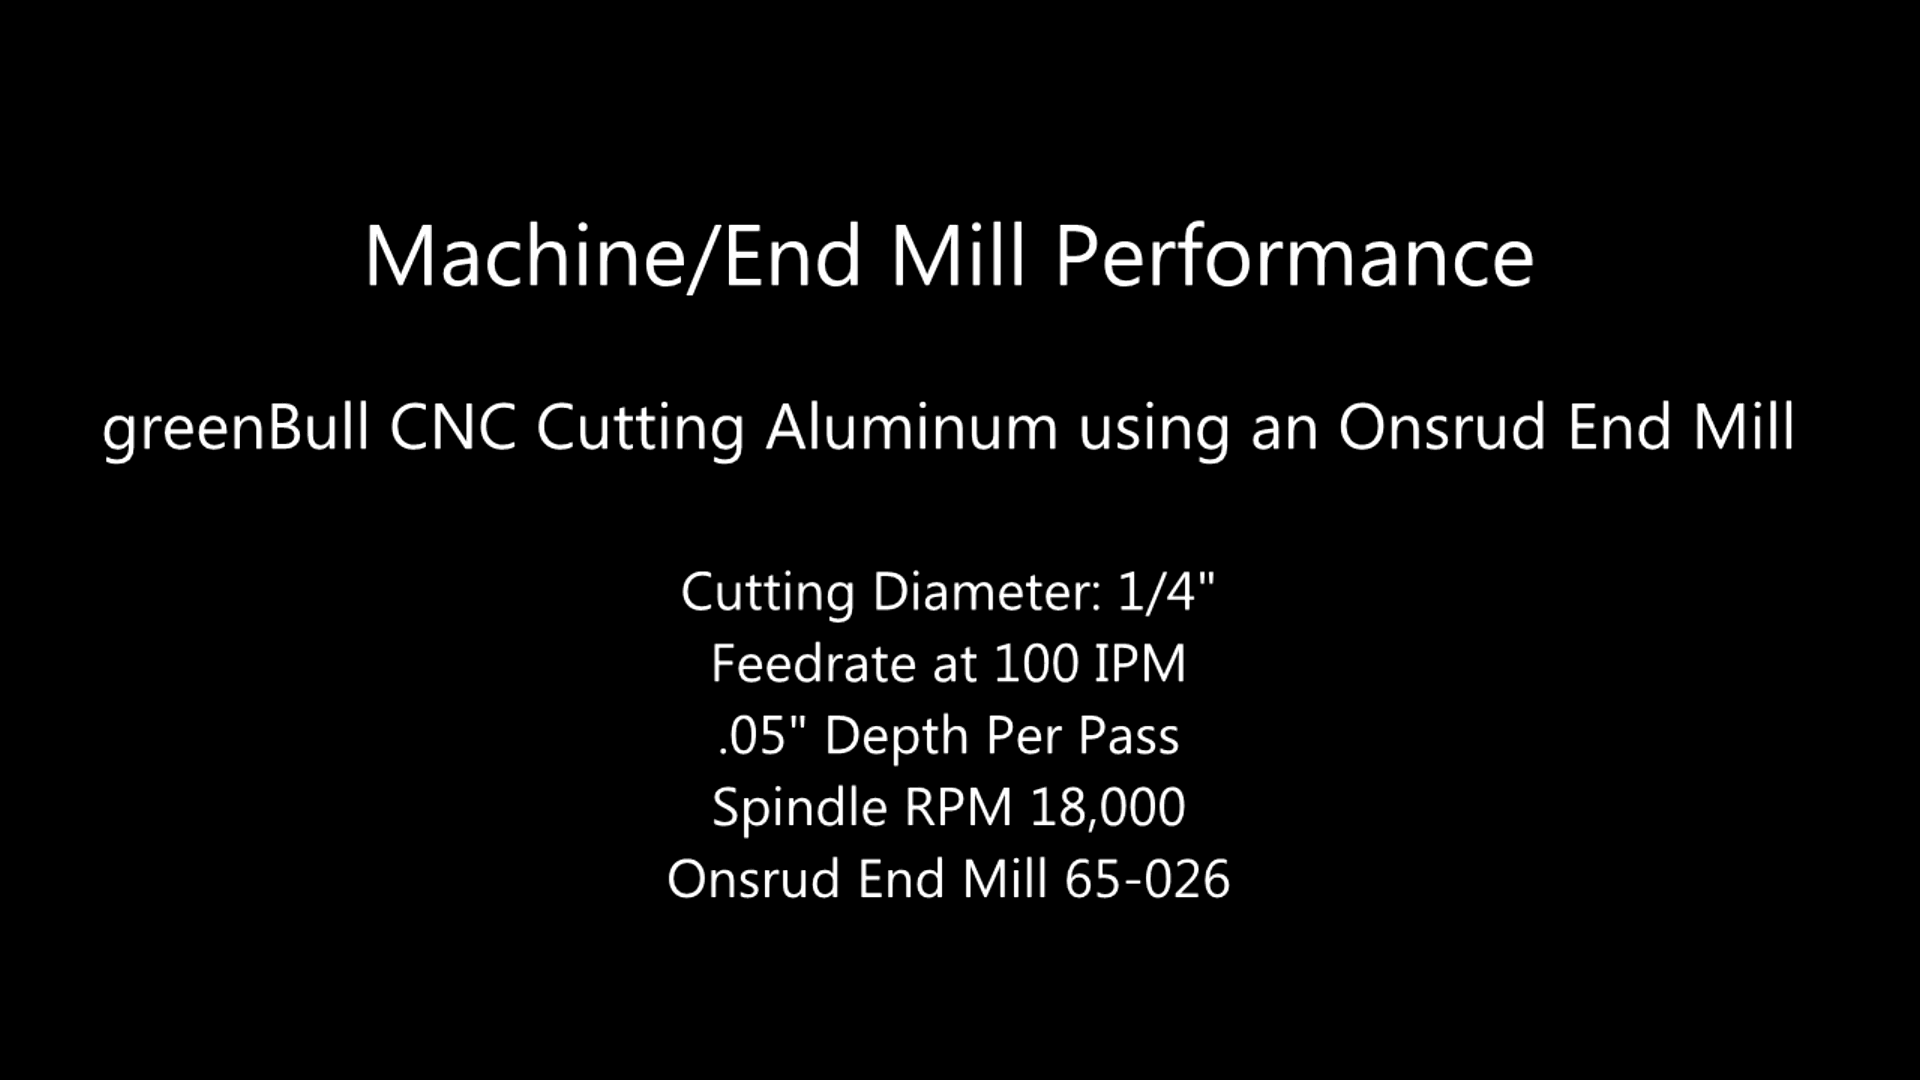 Machine/End Mill Performance
greenBull CNC Cutting Aluminum using an Onsrud End Mill
Cutting Diameter: 1/4"
Feedrate at 100 IPM
.05" Depth Per Pass
Spindle RPM 18,000
Onsrud End Mill 65-026